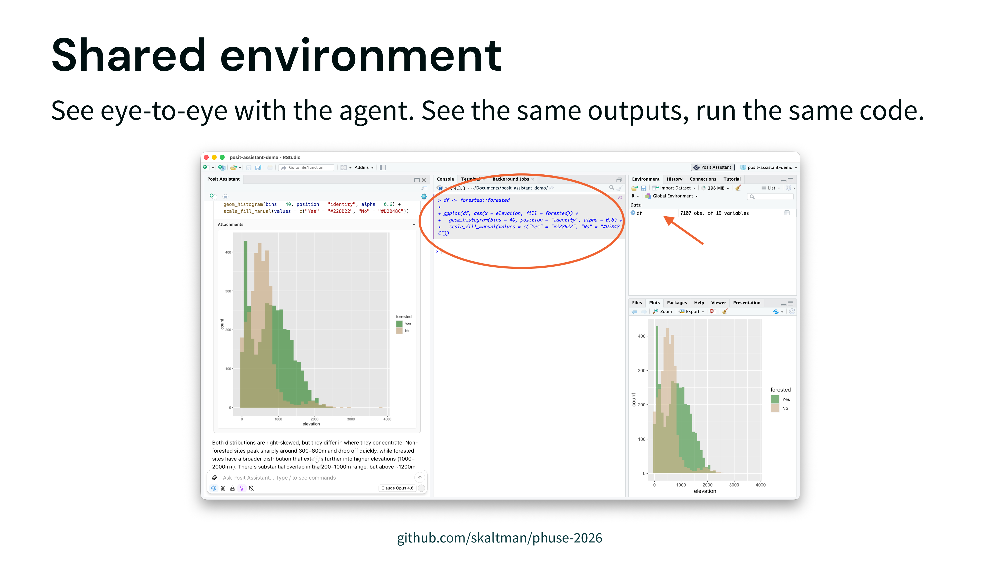 Shared environment
See eye-to-eye with the agent. See the same outputs, run the same code.
posit-assistant-demo - RStudio
Go to file/function
Addins
Posit Assistant
posit-assistant-demo
Posit Assistant
geom_histogram(bins = 40, position = "identity", alpha = 0.6) +
scale_fill_manual(values = c("Yes" = "#228B22", "No" = "#D2B48C"))
Attachments
400
300
200
100
0
count
0 1000 2000 3000 4000
elevation
forested
Yes
No
Both distributions are right-skewed, but they differ in where they concentrate. Non-
forested sites peak sharply around 300–600m and drop off quickly, while forested
sites have a broader distribution that extends further into higher elevations (1000–
2000m+). There's substantial overlap in the 200–1000m range, but above ~1200m
Ask Posit Assistant... Type / to see commands
Claude Opus 4.6
Console Terminal Background Jobs
R 4.3.3 · ~/Documents/posit-assistant-demo/
AI
> df <- forested::forested
+
+ ggplot(df, aes(x = elevation, fill = forested)) +
+ geom_histogram(bins = 40, position = "identity", alpha = 0.6) +
+ scale_fill_manual(values = c("Yes" = "#228B22", "No" = "#D2B48
C"))
>
Environment History Connections Tutorial
Import Dataset 198 MiB List
R Global Environment
Data
df 7107 obs. of 19 variables
Files Plots Packages Help Viewer Presentation
Zoom Export
400
300
200
100
0
count
0 1000 2000 3000 4000
elevation
forested
Yes
No
github.com/skaltman/phuse-2026